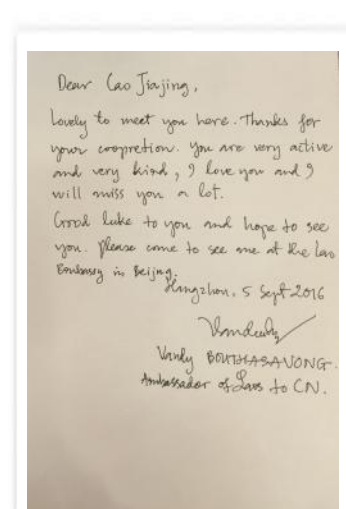 Dear Cao Jiajing,
Lovely to meet you here. Thanks for
your coopretion. you are very active
and very kind, I love you and I
will miss you a lot.
Good luke to you and hope to see
you. please come to see me at the Lao
Embassy in Beijing.
Hangzhou, 5 Sept 2016
Vandy BOUTHASAVONG
Ambassador of Laos to CN.